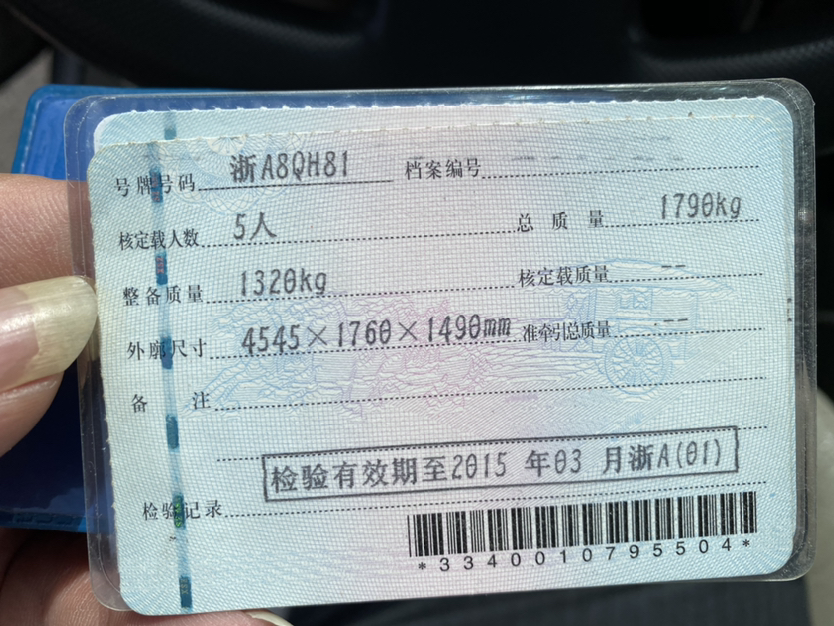 号牌号码 浙A8QH81 档案编号
核定载人数 5人 总质量 1790kg
整备质量 1320kg 核定载质量 --
外廓尺寸 4545×1760×1490mm 准牵引总质量 --
备注
检验有效期至2015年03月浙A(01)
检验记录
*3340010795504*